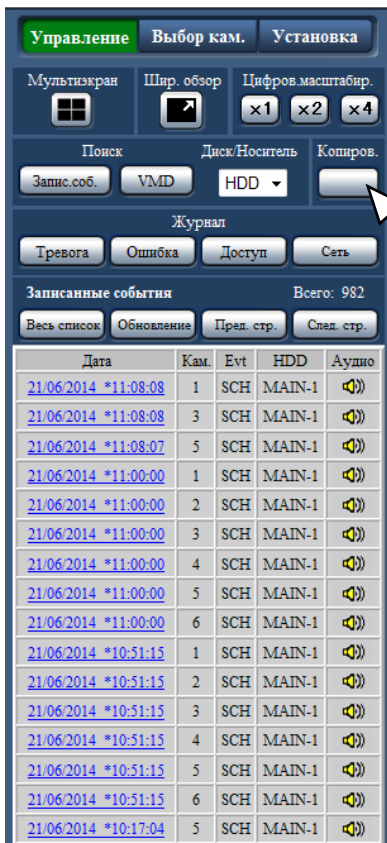 Управление Выбор кам. Установка
Мультиэкран Шир. обзор Цифров.масштабир.
×1 ×2 ×4
Поиск Диск/Носитель Копиров.
Запис.соб. VMD HDD
Журнал
Тревога Ошибка Доступ Сеть
Записанные события Всего: 982
Весь список Обновление Пред. стр. След. стр.
Дата Кам. Evt HDD Аудио
21/06/2014 *11:08:08 1 SCH MAIN-1
21/06/2014 *11:08:08 3 SCH MAIN-1
21/06/2014 *11:08:07 5 SCH MAIN-1
21/06/2014 *11:00:00 1 SCH MAIN-1
21/06/2014 *11:00:00 2 SCH MAIN-1
21/06/2014 *11:00:00 3 SCH MAIN-1
21/06/2014 *11:00:00 4 SCH MAIN-1
21/06/2014 *11:00:00 5 SCH MAIN-1
21/06/2014 *11:00:00 6 SCH MAIN-1
21/06/2014 *10:51:15 1 SCH MAIN-1
21/06/2014 *10:51:15 2 SCH MAIN-1
21/06/2014 *10:51:15 3 SCH MAIN-1
21/06/2014 *10:51:15 4 SCH MAIN-1
21/06/2014 *10:51:15 5 SCH MAIN-1
21/06/2014 *10:51:15 6 SCH MAIN-1
21/06/2014 *10:17:04 5 SCH MAIN-1